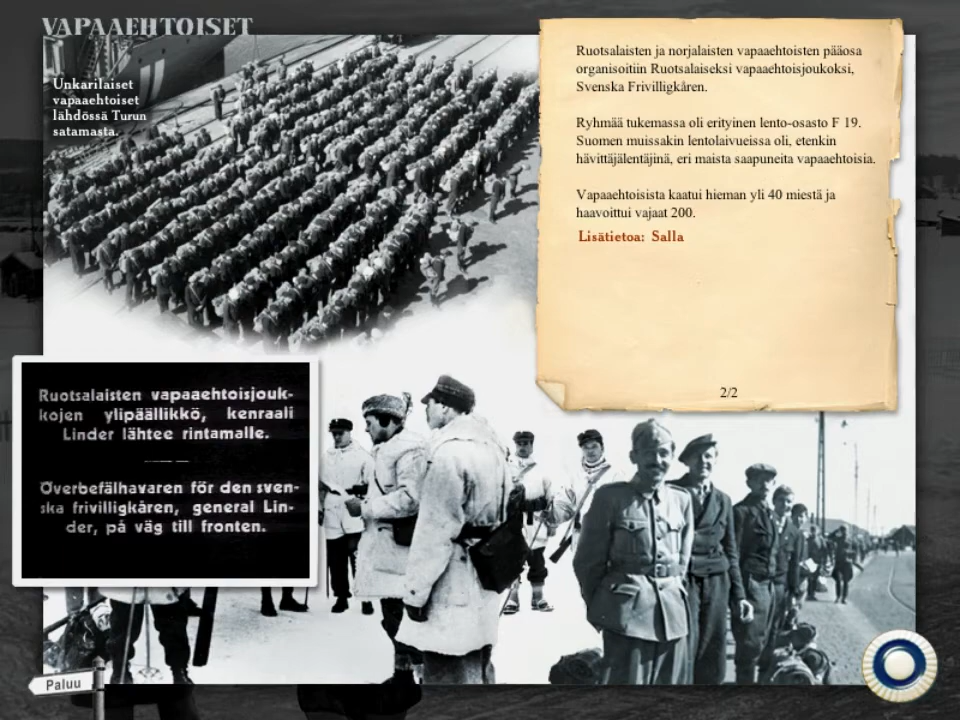 VAPAAEHTOISET
Unkarilaiset
vapaaehtoiset
lähdössä Turun
satamasta.
Ruotsalaisten ja norjalaisten vapaaehtoisten pääosa
organisoitiin Ruotsalaiseksi vapaaehtoisjoukoksi,
Svenska Frivilligkåren.
Ryhmää tukemassa oli erityinen lento-osasto F 19.
Suomen muissakin lentolaivueissa oli, etenkin
hävittäjälentäjinä, eri maista saapuneita vapaaehtoisia.
Vapaaehtoisista kaatui hieman yli 40 miestä ja
haavoittui vajaat 200.
Lisätietoa: Salla
2/2
Ruotsalaisten vapaaehtoisjouk-
kojen ylipäällikkö, kenraali
Linder lähtee rintamalle.
Överbefälhavaren för den sven-
ska frivilligkåren, general Lin-
der, på väg till fronten.
Paluu